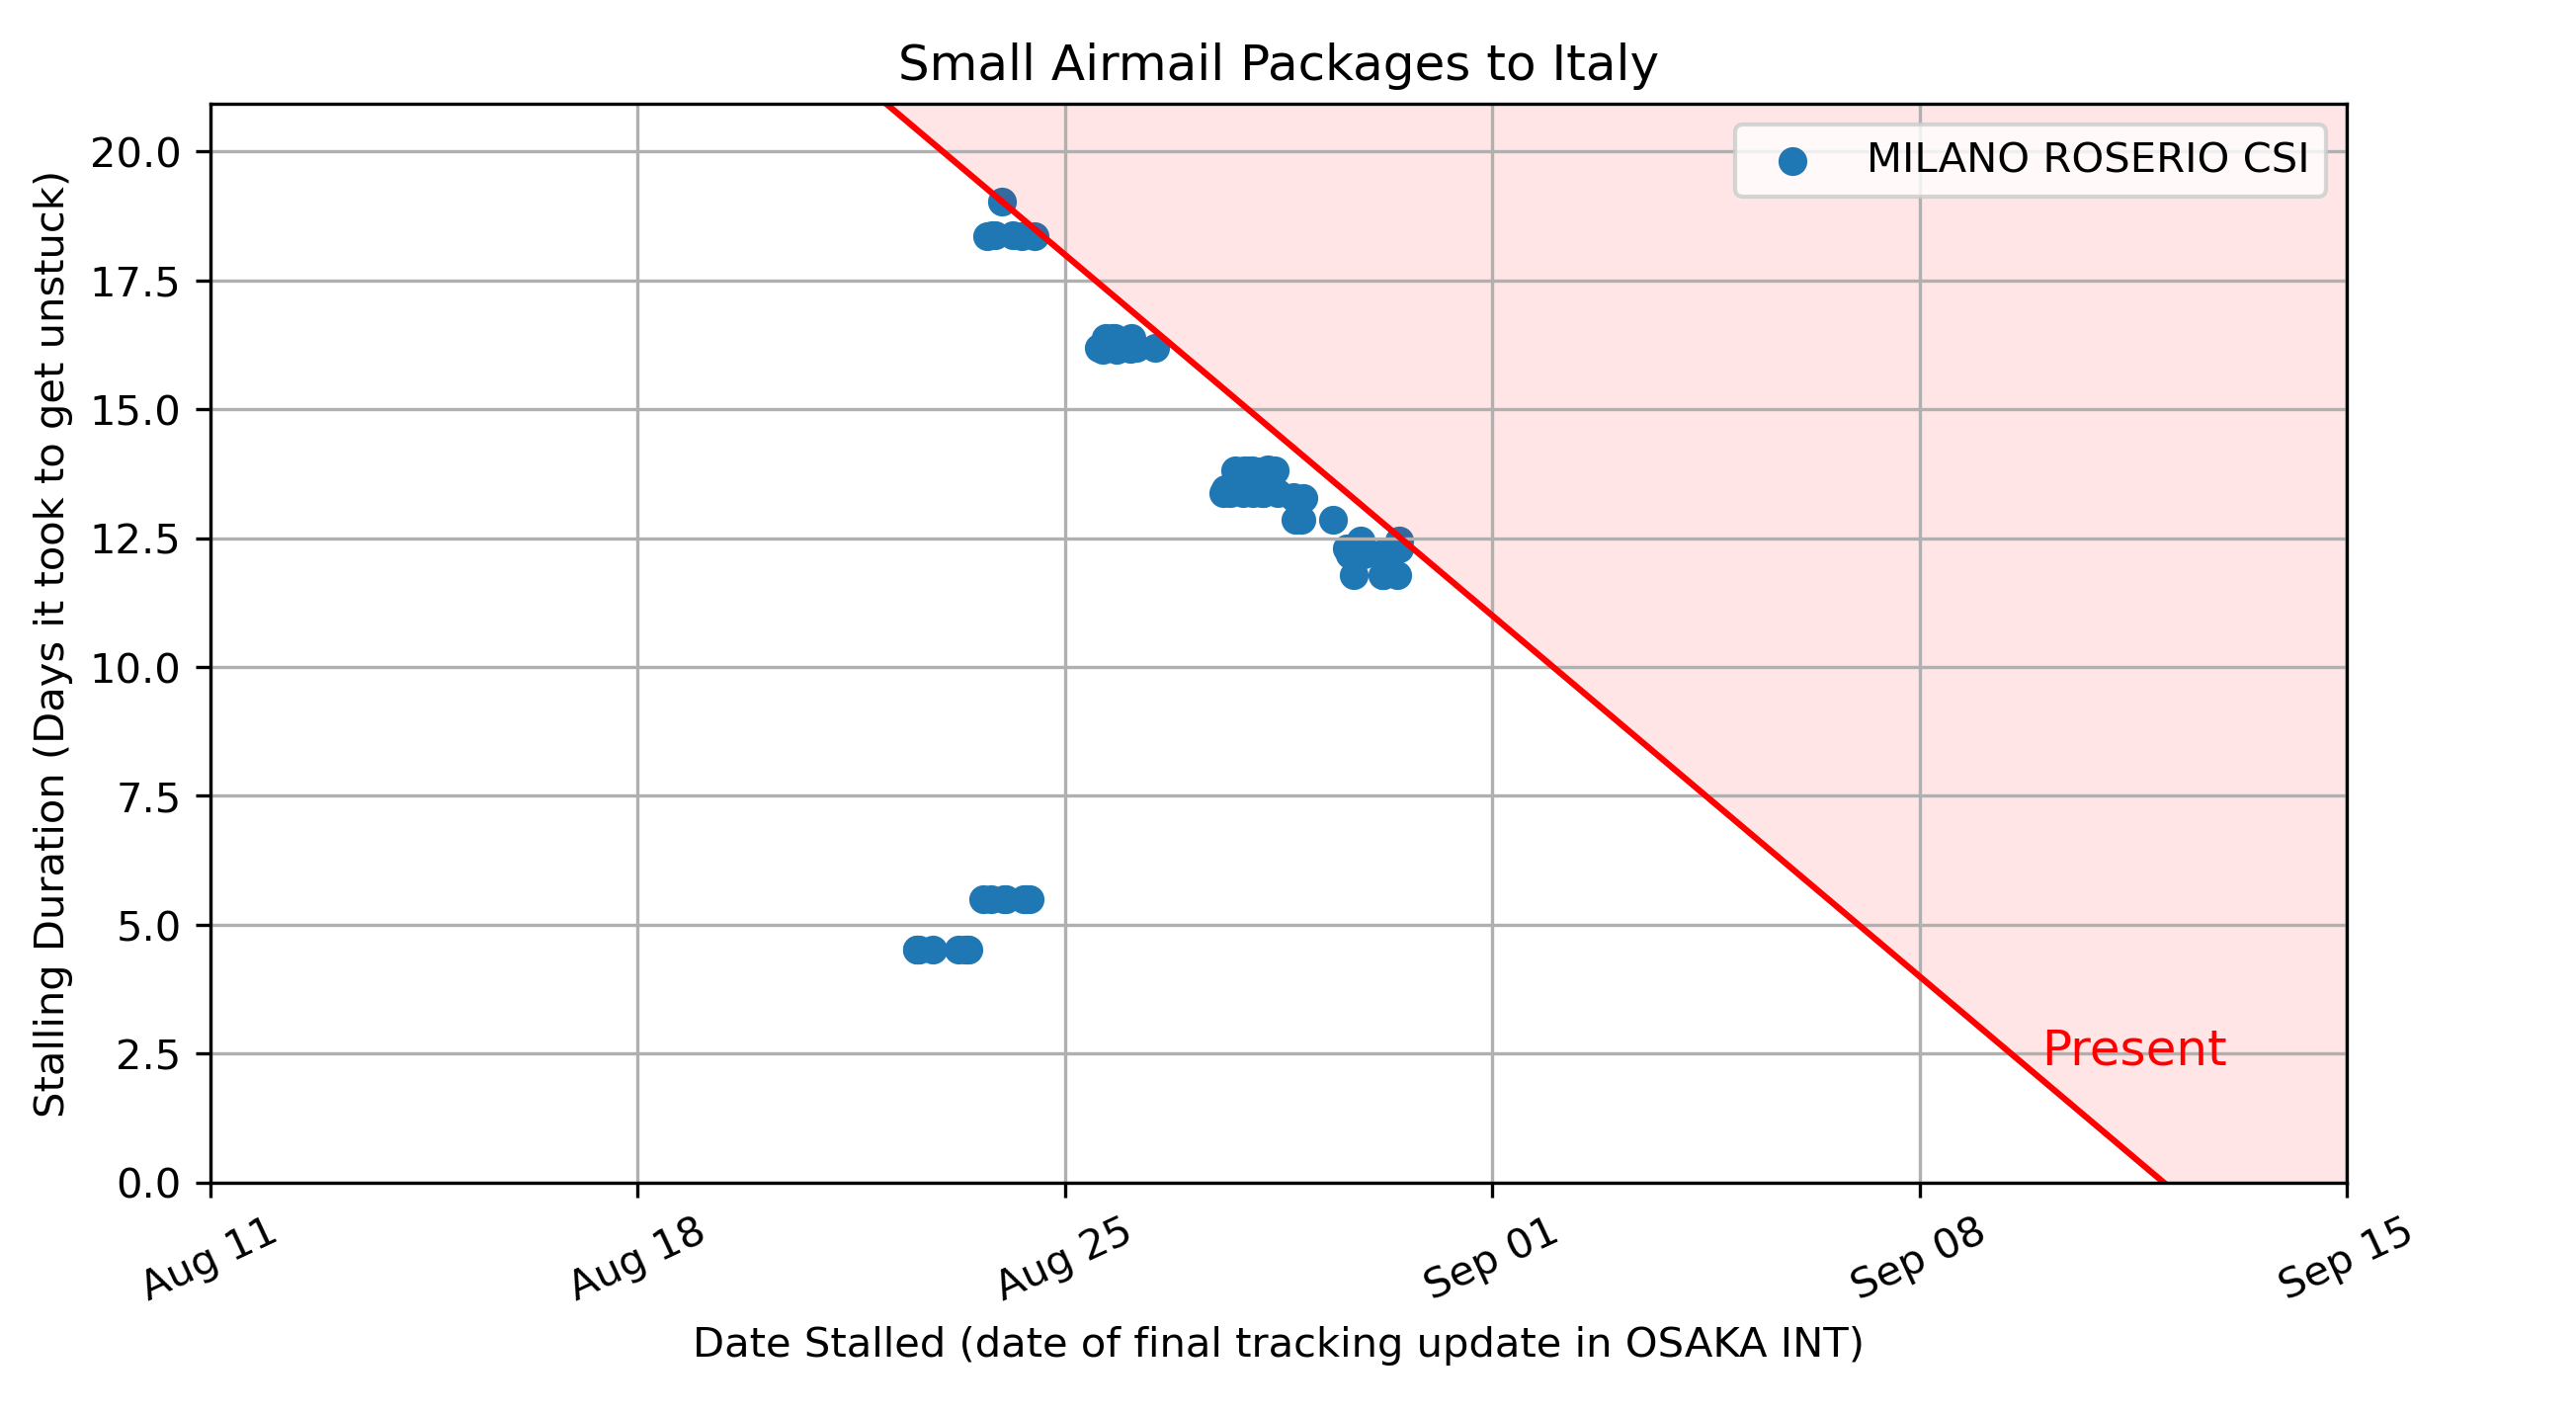 Small Airmail Packages to Italy
MILANO ROSERIO CSI
Stalling Duration (Days it took to get unstuck)
20.0
17.5
15.0
12.5
10.0
7.5
5.0
2.5
0.0
Present
Aug 11
Aug 18
Aug 25
Sep 01
Sep 08
Sep 15
Date Stalled (date of final tracking update in OSAKA INT)